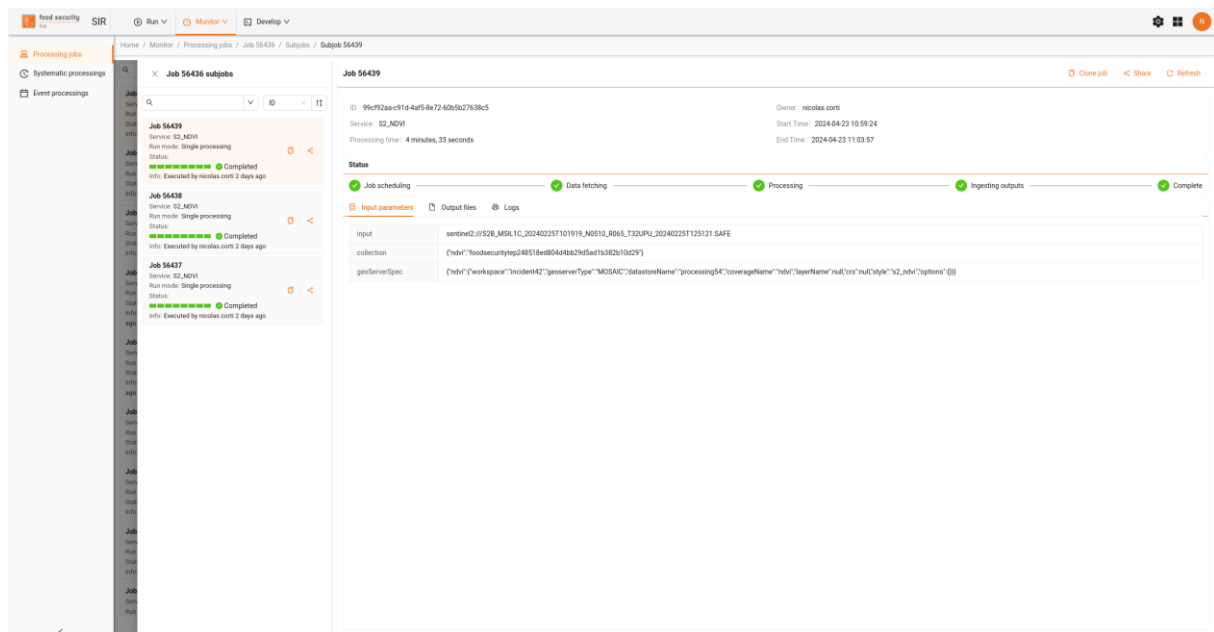 food security
TEP
SIR
Run
Monitor
Develop
N
Home / Monitor / Processing jobs / Job 56436 / Subjobs / Subjob 56439
Processing jobs
Systematic processings
Event processings
Job 56436 subjobs
ID
Job 56439
Service: S2_NDVI
Run mode: Single processing
Status:
Completed
Info: Executed by nicolas.corti 2 days ago
Job 56438
Service: S2_NDVI
Run mode: Single processing
Status:
Completed
Info: Executed by nicolas.corti 2 days ago
Job 56437
Service: S2_NDVI
Run mode: Single processing
Status:
Completed
Info: Executed by nicolas.corti 2 days ago
Job 56439
Clone job
Share
Refresh
ID: 99cf92aa-c91d-4af5-8e72-60b5b27638c5
Owner: nicolas.corti
Service: S2_NDVI
Start Time: 2024-04-23 10:59:24
Processing time: 4 minutes, 33 seconds
End Time: 2024-04-23 11:03:57
Status
Job scheduling
Data fetching
Processing
Ingesting outputs
Complete
Input parameters
Output files
Logs
input sentinel2:///S2B_MSIL1C_20240225T101919_N0510_R065_T32UPU_20240225T125121.SAFE
collection {"ndvi":"foodsecuritytep248518ed804d4bb29d5ad1b382b10d29"}
geoServerSpec {"ndvi":{"workspace":"incident42","geoserverType":"MOSAIC","datastoreName":"processing54","coverageName":"ndvi","layerName":null,"crs":null,"style":"s2_ndvi","options":{}}}